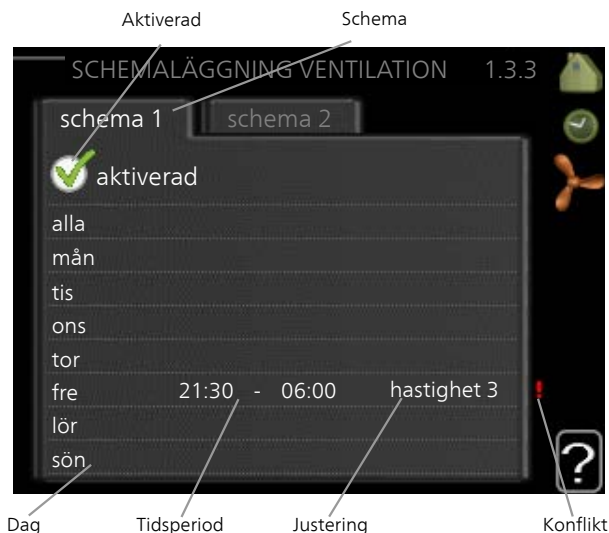 Aktiverad Schema
SCHEMALÄGGNING VENTILATION 1.3.3
schema 1 schema 2
aktiverad
alla
mån
tis
ons
tor
fre 21:30 - 06:00 hastighet 3 !
lör
sön
?
Dag Tidsperiod Justering Konflikt